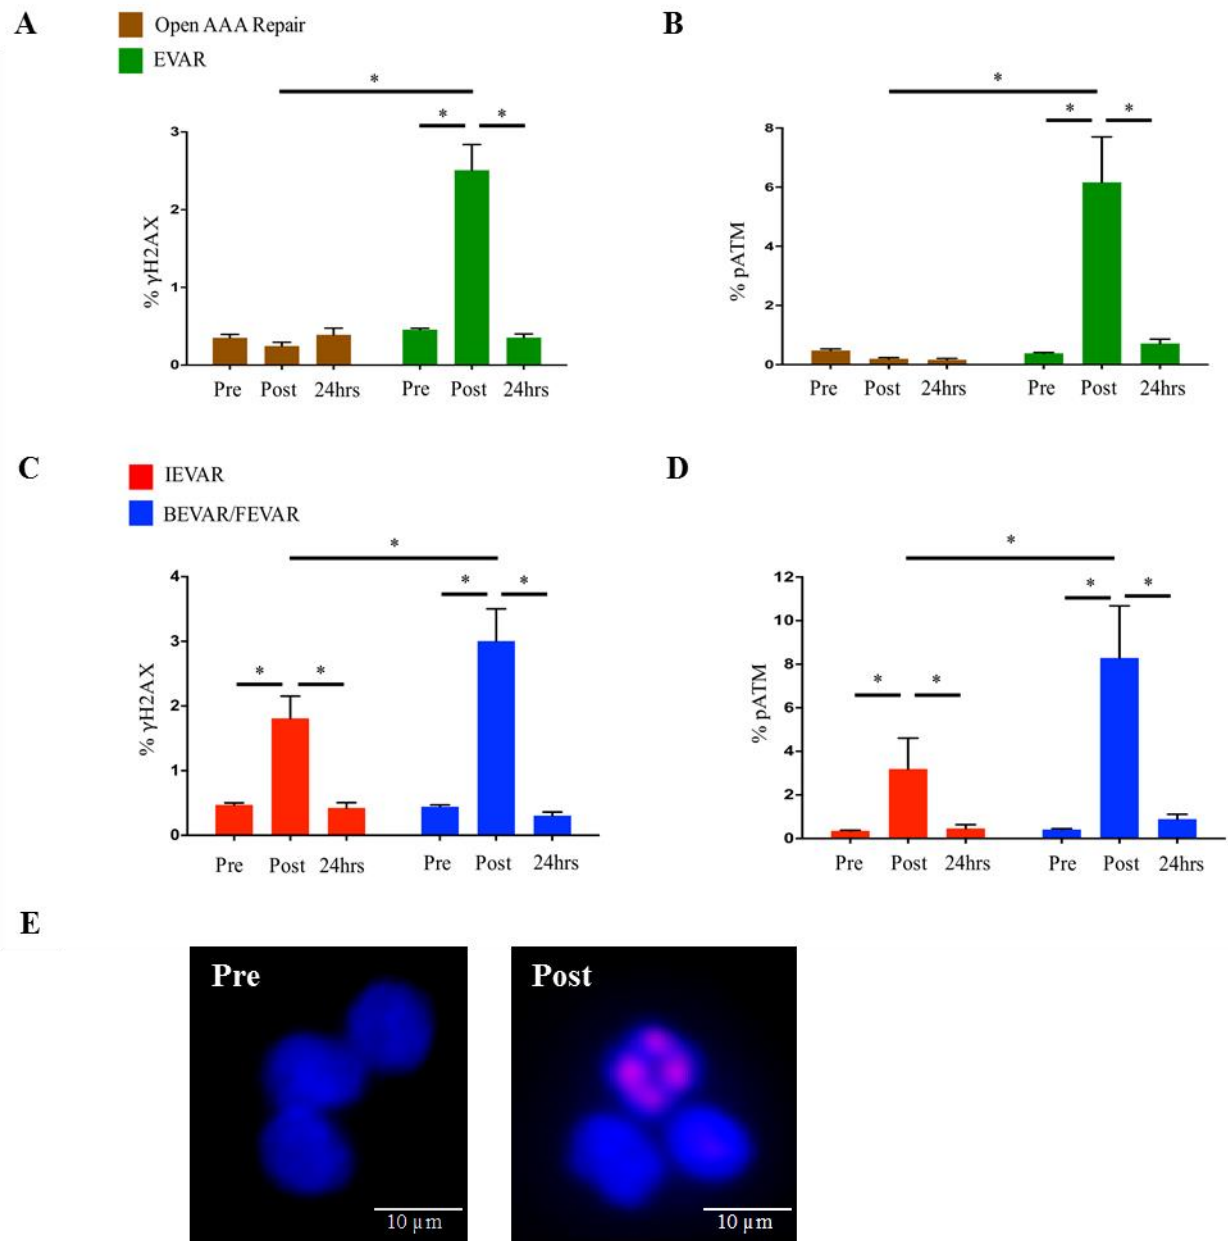 A
Open AAA Repair
EVAR
*
* *
3
2
1
0
% γH2AX
Pre Post 24hrs Pre Post 24hrs
B
*
* *
8
6
4
2
0
% pATM
Pre Post 24hrs Pre Post 24hrs
C
IEVAR
BEVAR/FEVAR
*
* *
* *
4
3
2
1
0
% γH2AX
Pre Post 24hrs Pre Post 24hrs
D
*
* *
* *
12
10
8
6
4
2
0
% pATM
Pre Post 24hrs Pre Post 24hrs
E
Pre
10 µm
Post
10 µm